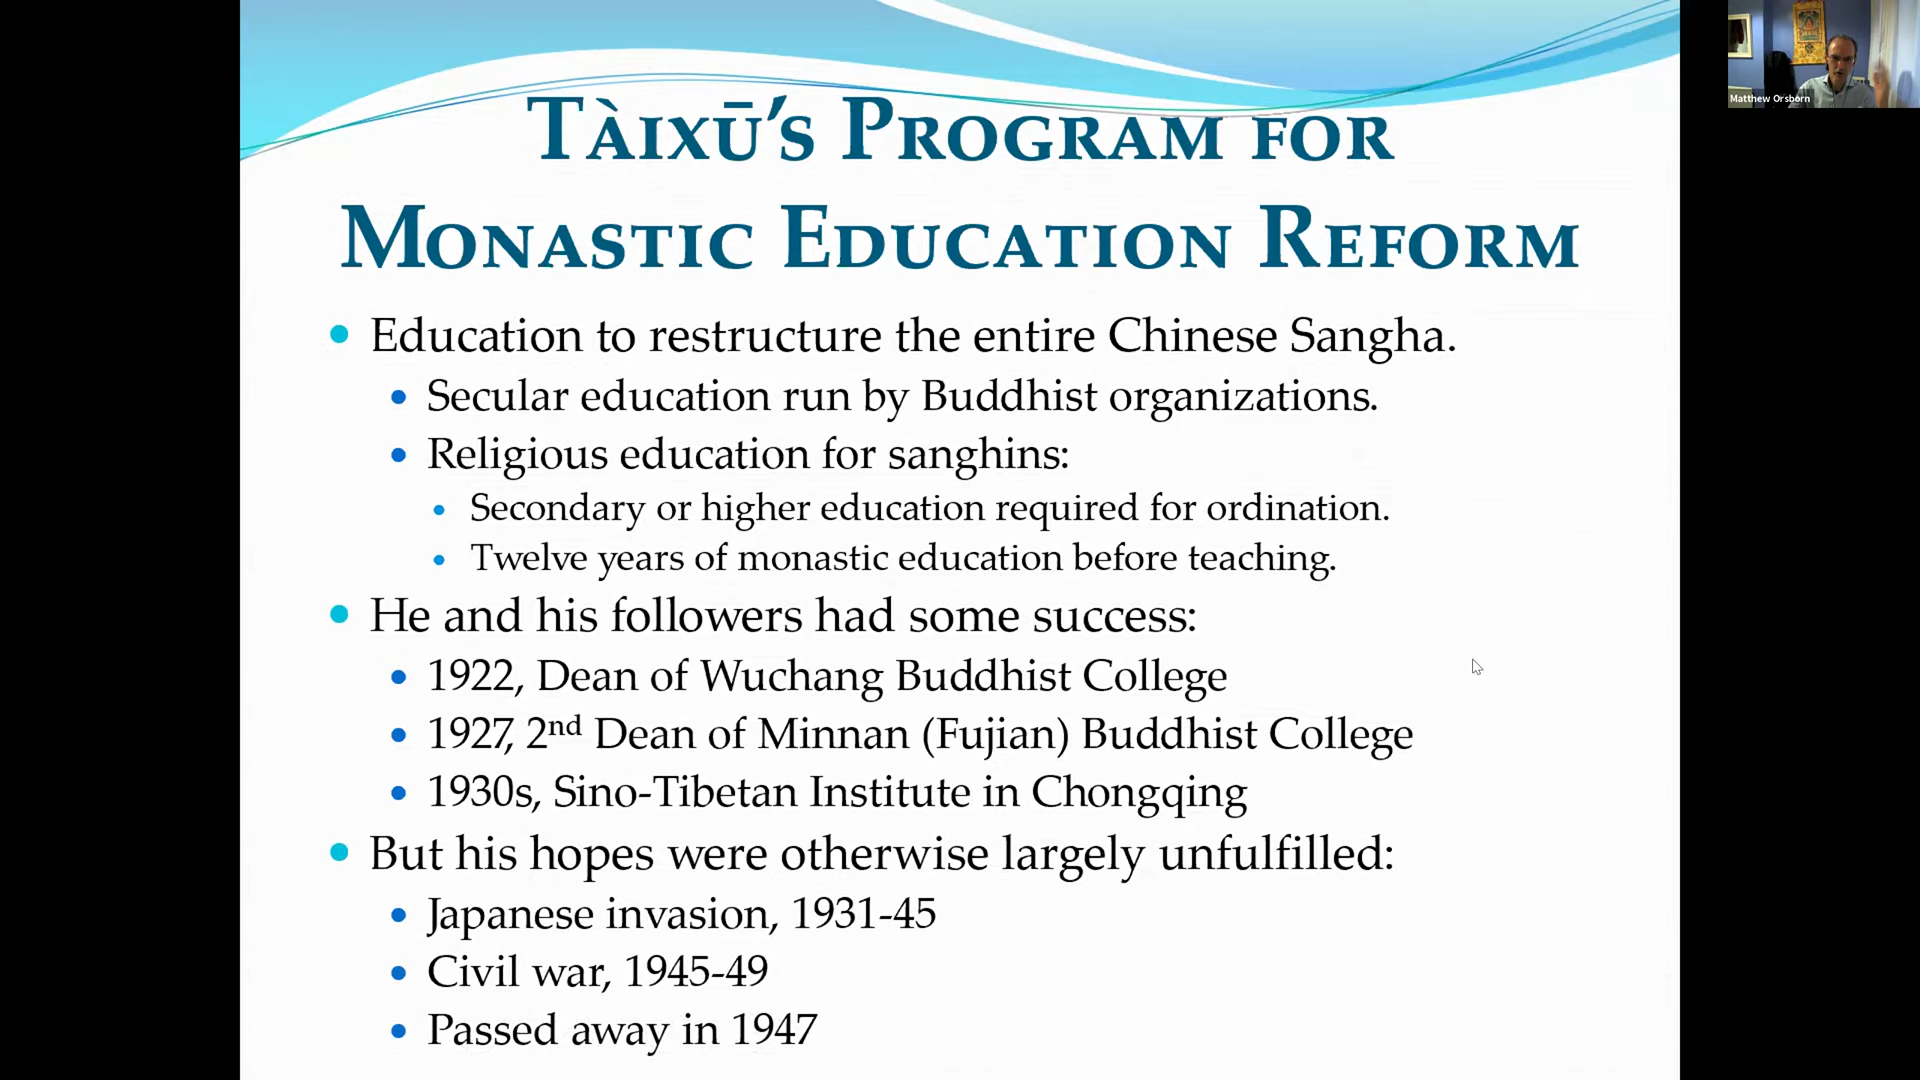 Tàixū's Program for
Monastic Education Reform
Education to restructure the entire Chinese Sangha.
Secular education run by Buddhist organizations.
Religious education for sanghins:
Secondary or higher education required for ordination.
Twelve years of monastic education before teaching.
He and his followers had some success:
1922, Dean of Wuchang Buddhist College
1927, 2nd Dean of Minnan (Fujian) Buddhist College
1930s, Sino-Tibetan Institute in Chongqing
But his hopes were otherwise largely unfulfilled:
Japanese invasion, 1931-45
Civil war, 1945-49
Passed away in 1947
Matthew Orsborn